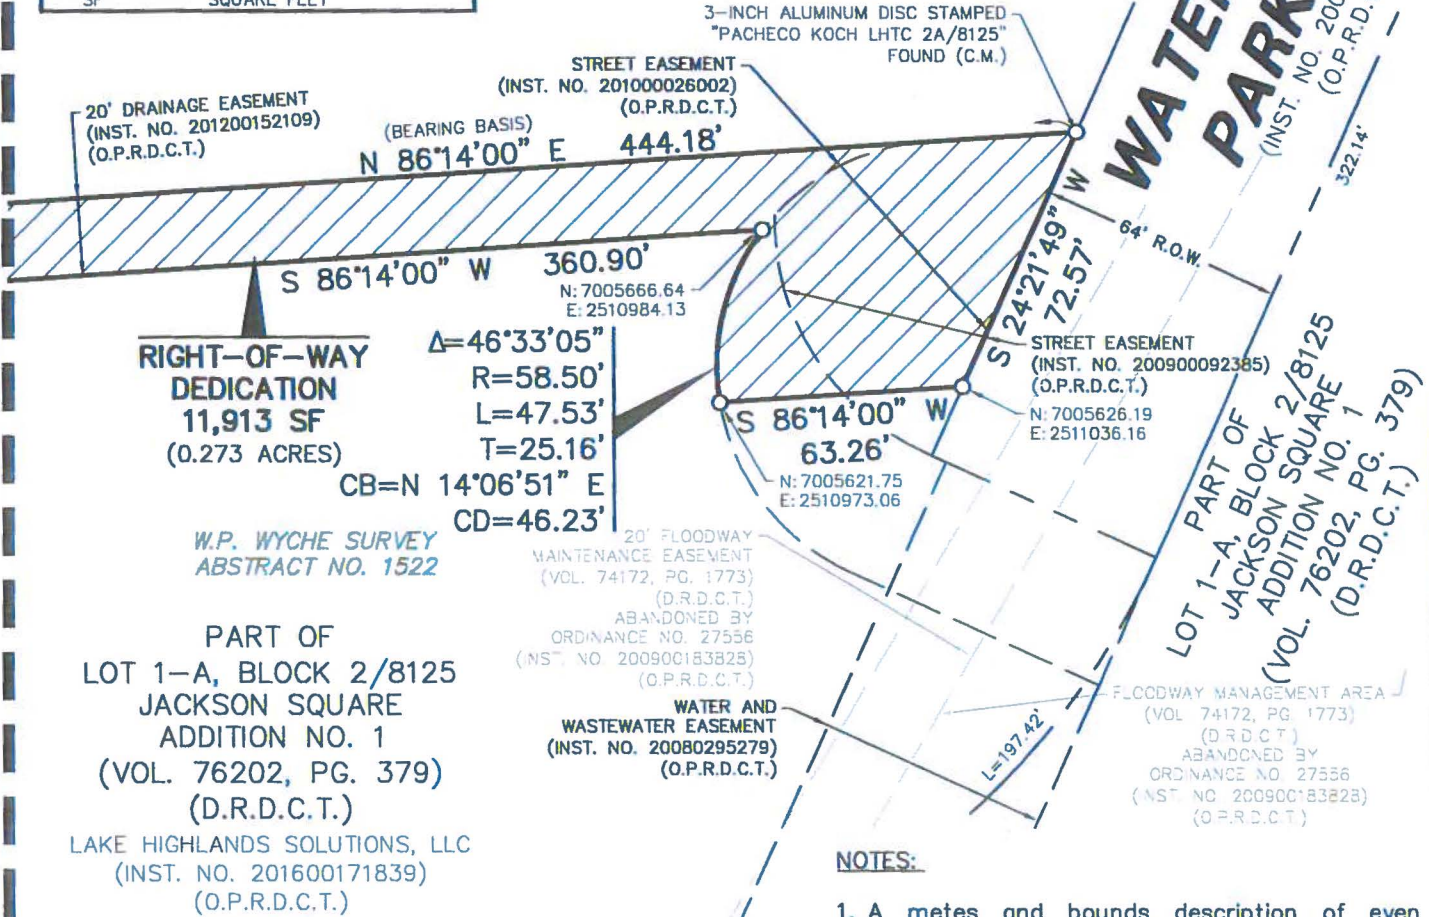 SF SQUARE FEET
3-INCH ALUMINUM DISC STAMPED
"PACHECO KOCH LHTC 2A/8125"
FOUND (C.M.)
STREET EASEMENT
(INST. NO. 201000026002)
(O.P.R.D.C.T.)
20' DRAINAGE EASEMENT
(INST. NO. 201200152109)
(O.P.R.D.C.T.)
(BEARING BASIS)
N 86°14'00" E 444.18'
PARK
(INST. NO. 200
(O.P.R.D.
322.14'
64' R.O.W.
S 24°21'49" W
72.57'
S 86°14'00" W 360.90'
N: 7005666.64
E: 2510984.13
RIGHT-OF-WAY
DEDICATION
11,913 SF
(0.273 ACRES)
Δ=46°33'05"
R=58.50'
L=47.53'
T=25.16'
CB=N 14°06'51" E
CD=46.23'
STREET EASEMENT
(INST. NO. 200900092385)
(O.P.R.D.C.T.)
N: 7005626.19
E: 2511036.16
S 86°14'00" W
63.26'
N: 7005621.75
E: 2510973.06
W.P. WYCHE SURVEY
ABSTRACT NO. 1522
20' FLOODWAY
MAINTENANCE EASEMENT
(VOL. 74172, PG. 1773)
(D.R.D.C.T.)
ABANDONED BY
ORDINANCE NO. 27556
(INST. NO. 200900183828)
(O.P.R.D.C.T.)
PART OF
LOT 1-A, BLOCK 2/8125
JACKSON SQUARE
ADDITION NO. 1
(VOL. 76202, PG. 379)
(D.R.D.C.T.)
PART OF
LOT 1-A, BLOCK 2/8125
JACKSON SQUARE
ADDITION NO. 1
(VOL. 76202, PG. 379)
(D.R.D.C.T.)
LAKE HIGHLANDS SOLUTIONS, LLC
(INST. NO. 201600171839)
(O.P.R.D.C.T.)
WATER AND
WASTEWATER EASEMENT
(INST. NO. 20080295279)
(O.P.R.D.C.T.)
L=197.42'
FLOODWAY MANAGEMENT AREA
(VOL 74172, PG. 1773)
(D.R.D.C.T.)
ABANDONED BY
ORDINANCE NO. 27556
(INST. NO. 200900183828)
(O.P.R.D.C.T.)
NOTES:
1. A metes and bounds description of even